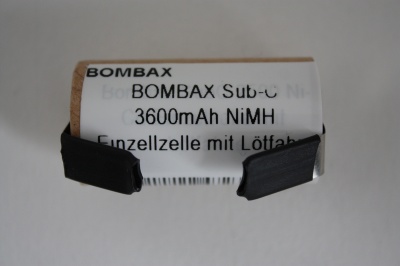 BOMBAX
BOMBAX Sub-C
3600mAh NiMH
Einzellzelle mit